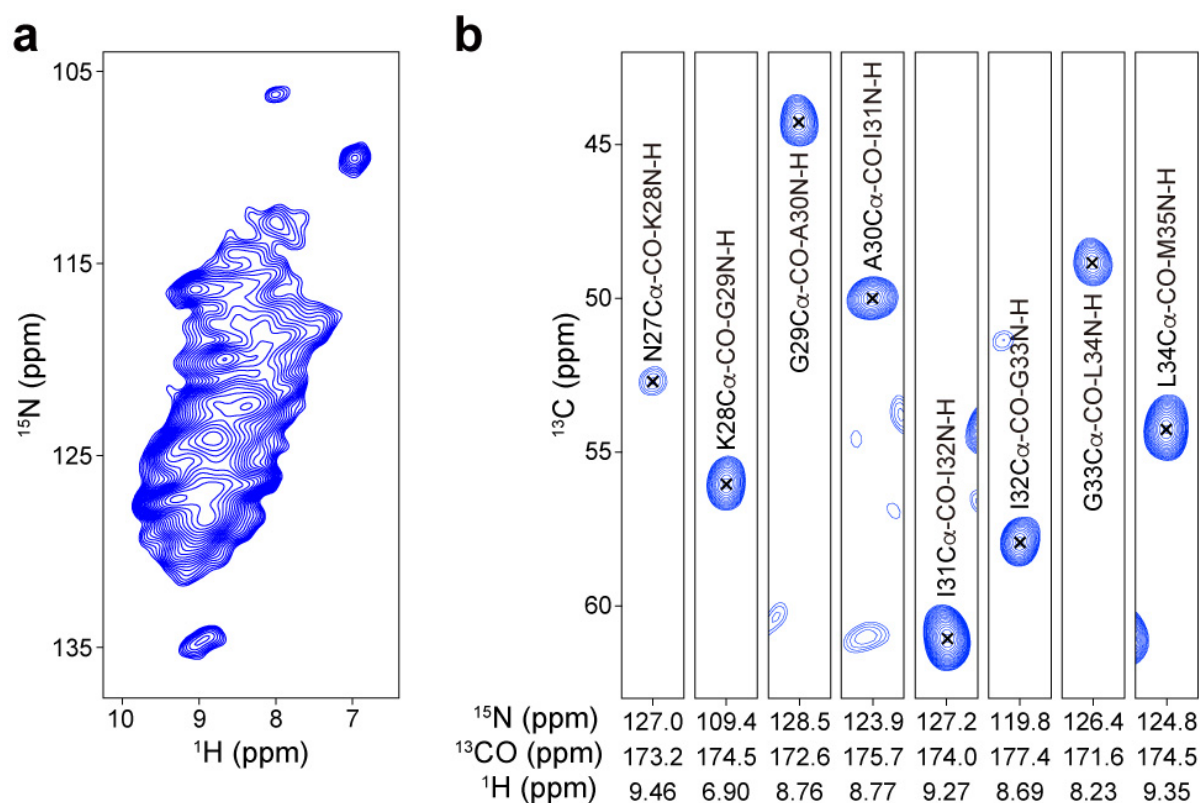 a
105
115
125
135
¹⁵N (ppm)
10 9 8 7
¹H (ppm)
b
45
50
55
60
¹³C (ppm)
N27Cα-CO-K28N-H
K28Cα-CO-G29N-H
G29Cα-CO-A30N-H
A30Cα-CO-I31N-H
I31Cα-CO-I32N-H
I32Cα-CO-G33N-H
G33Cα-CO-L34N-H
L34Cα-CO-M35N-H
¹⁵N (ppm) 127.0 109.4 128.5 123.9 127.2 119.8 126.4 124.8
¹³CO (ppm) 173.2 174.5 172.6 175.7 174.0 177.4 171.6 174.5
¹H (ppm) 9.46 6.90 8.76 8.77 9.27 8.69 8.23 9.35